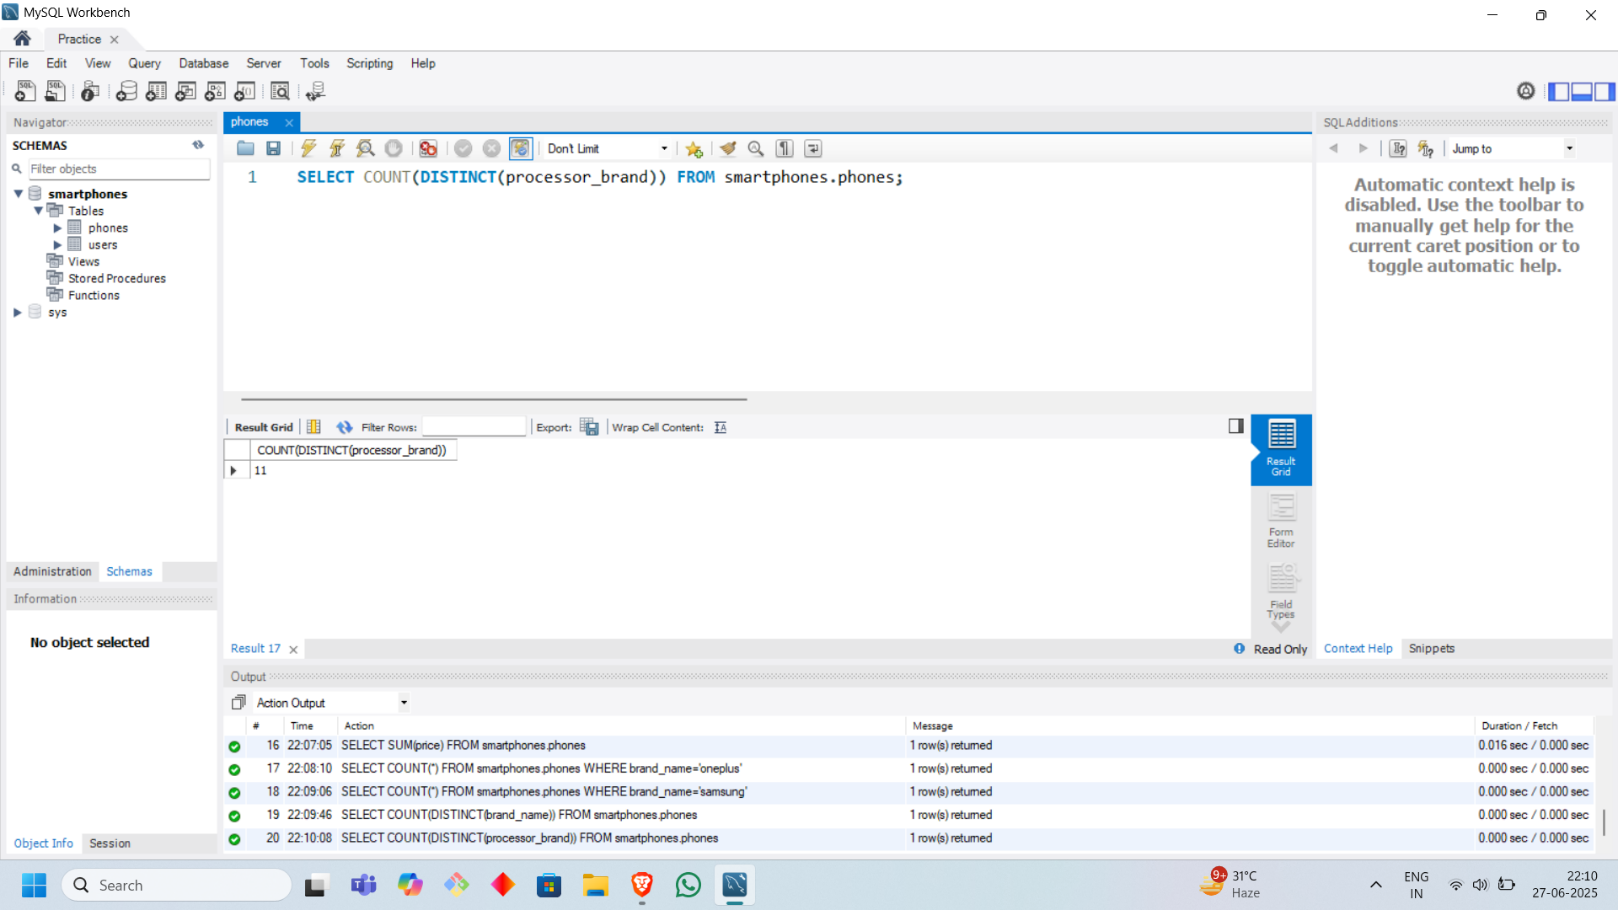 MySQL Workbench
Practice
File Edit View Query Database Server Tools Scripting Help
Navigator
SCHEMAS
Filter objects
smartphones
Tables
phones
users
Views
Stored Procedures
Functions
sys
Administration Schemas
Information
No object selected
Object Info Session
phones
Don't Limit
1 SELECT COUNT(DISTINCT(processor_brand)) FROM smartphones.phones;
Result Grid Filter Rows: Export: Wrap Cell Content:
COUNT(DISTINCT(processor_brand))
11
Result
Grid
Form
Editor
Field
Types
Result 17
Read Only
SQLAdditions
Jump to
Automatic context help is
disabled. Use the toolbar to
manually get help for the
current caret position or to
toggle automatic help.
Context Help Snippets
Output
Action Output
# Time Action Message Duration / Fetch
16 22:07:05 SELECT SUM(price) FROM smartphones.phones 1 row(s) returned 0.016 sec / 0.000 sec
17 22:08:10 SELECT COUNT(*) FROM smartphones.phones WHERE brand_name='oneplus' 1 row(s) returned 0.000 sec / 0.000 sec
18 22:09:06 SELECT COUNT(*) FROM smartphones.phones WHERE brand_name='samsung' 1 row(s) returned 0.000 sec / 0.000 sec
19 22:09:46 SELECT COUNT(DISTINCT(brand_name)) FROM smartphones.phones 1 row(s) returned 0.000 sec / 0.000 sec
20 22:10:08 SELECT COUNT(DISTINCT(processor_brand)) FROM smartphones.phones 1 row(s) returned 0.000 sec / 0.000 sec
Search
9+
31°C
Haze
ENG
IN
22:10
27-06-2025